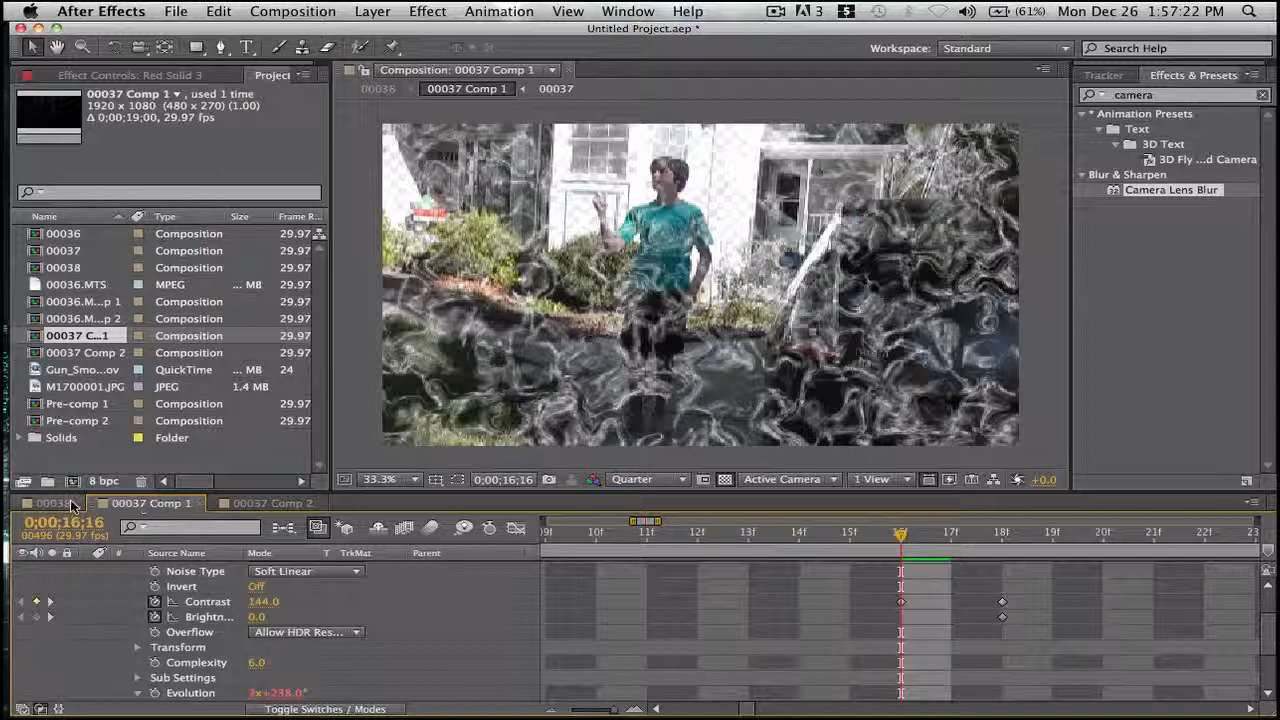 After Effects File Edit Composition Layer Effect Animation View Window Help 3 5 (61%) Mon Dec 26 1:57:22 PM
Untitled Project.aep *
Workspace: Standard Search Help
Effect Controls: Red Solid 3 Project
Composition: 00037 Comp 1
Tracker Effects & Presets
00037 Comp 1 , used 1 time
1920 x 1080 (480 x 270) (1.00)
Δ 0;00;19;00, 29.97 fps
00038 00037 Comp 1 00037
camera
* Animation Presets
Text
3D Text
3D Fly ...d Camera
Blur & Sharpen
Camera Lens Blur
Name Type Size Frame R...
00036 Composition 29.97
00037 Composition 29.97
00038 Composition 29.97
00036.MTS MPEG ... MB 29.97
00036.M...p 1 Composition 29.97
00036.M...p 2 Composition 29.97
00037 C...1 Composition 29.97
00037 Comp 2 Composition 29.97
Gun_Smo...ov QuickTime ... MB 24
M1700001.JPG JPEG 1.4 MB
Pre-comp 1 Composition 29.97
Pre-comp 2 Composition 29.97
Solids Folder
8 bpc
33.3% 0;00;16;16 Quarter Active Camera 1 View +0.0
00038 00037 Comp 1 00037 Comp 2
0;00;16;16
00496 (29.97 fps)
9f 10f 11f 12f 13f 14f 15f 17f 18f 19f 20f 21f 22f 23
# Source Name Mode T TrkMat Parent
Noise Type Soft Linear
Invert Off
Contrast 144.0
Brightn... 0.0
Overflow Allow HDR Res...
Transform
Complexity 6.0
Sub Settings
Evolution 3x+238.0°
Toggle Switches / Modes